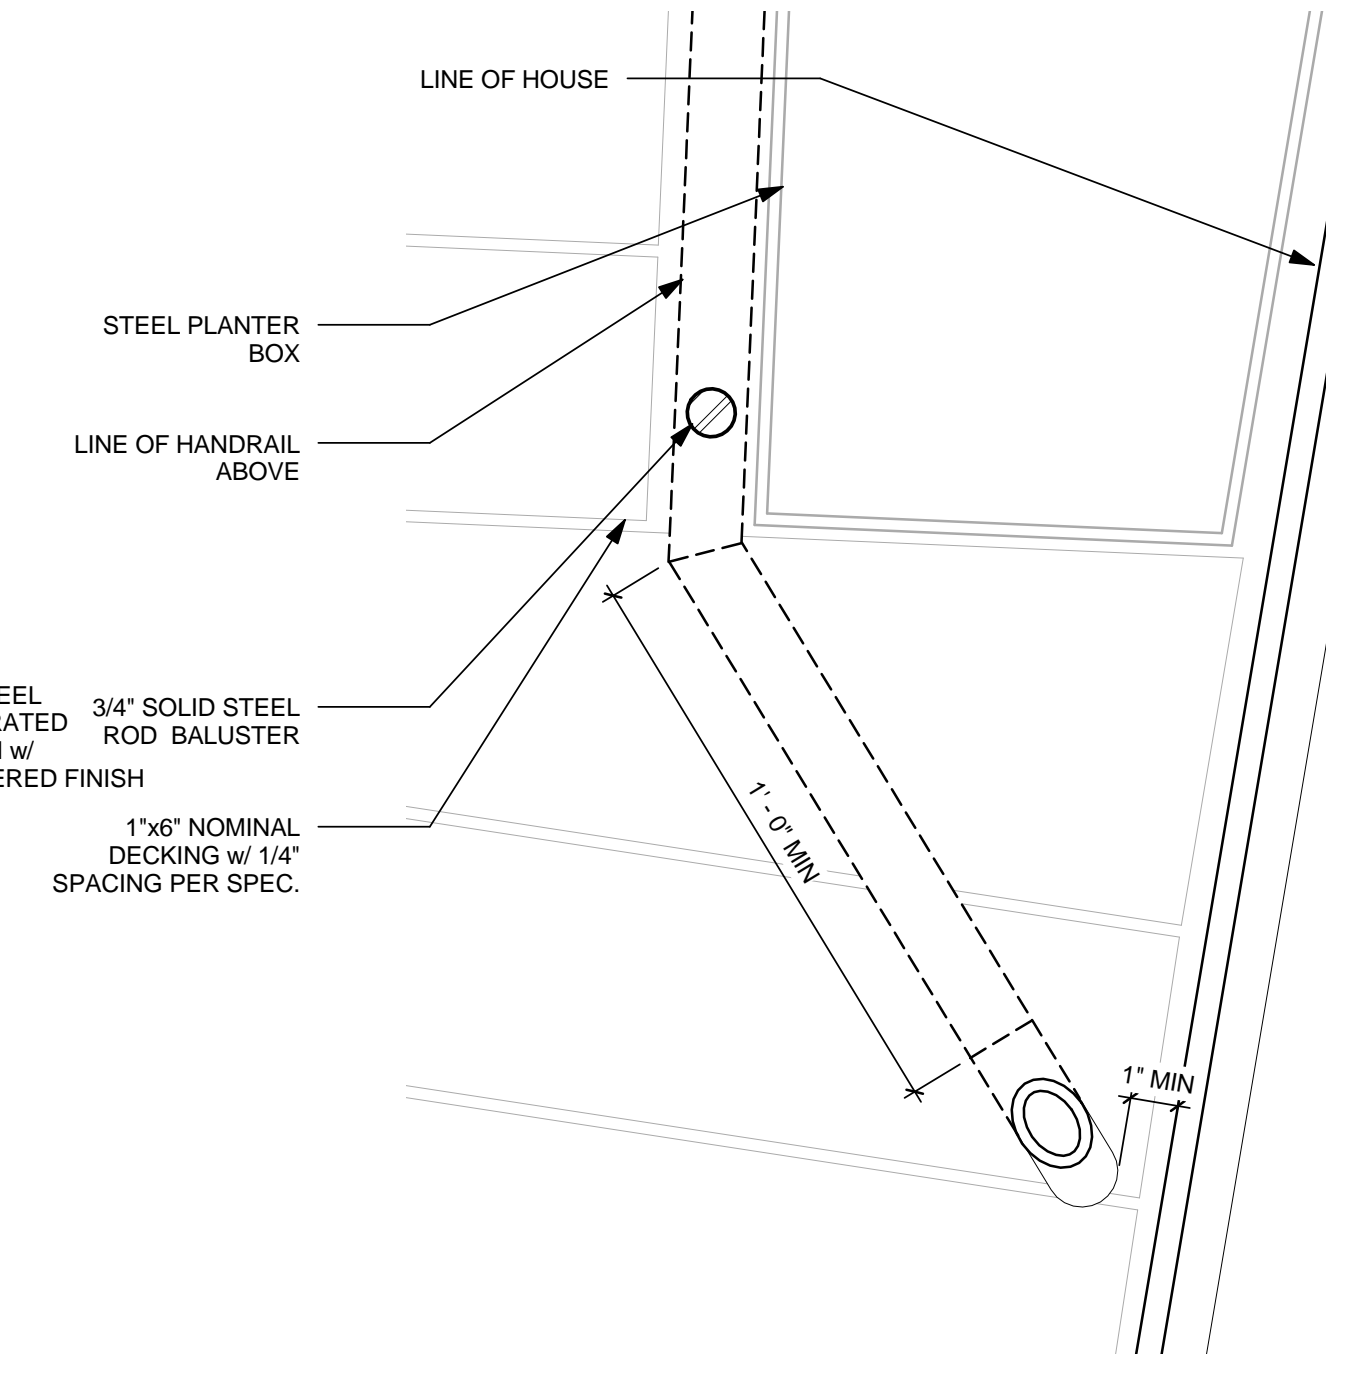 LINE OF HOUSE
STEEL PLANTER
BOX
LINE OF HANDRAIL
ABOVE
3/4" SOLID STEEL
ROD BALUSTER
w/
FINISH
1"x6" NOMINAL
DECKING w/ 1/4"
SPACING PER SPEC.
1' - 0" MIN
1" MIN